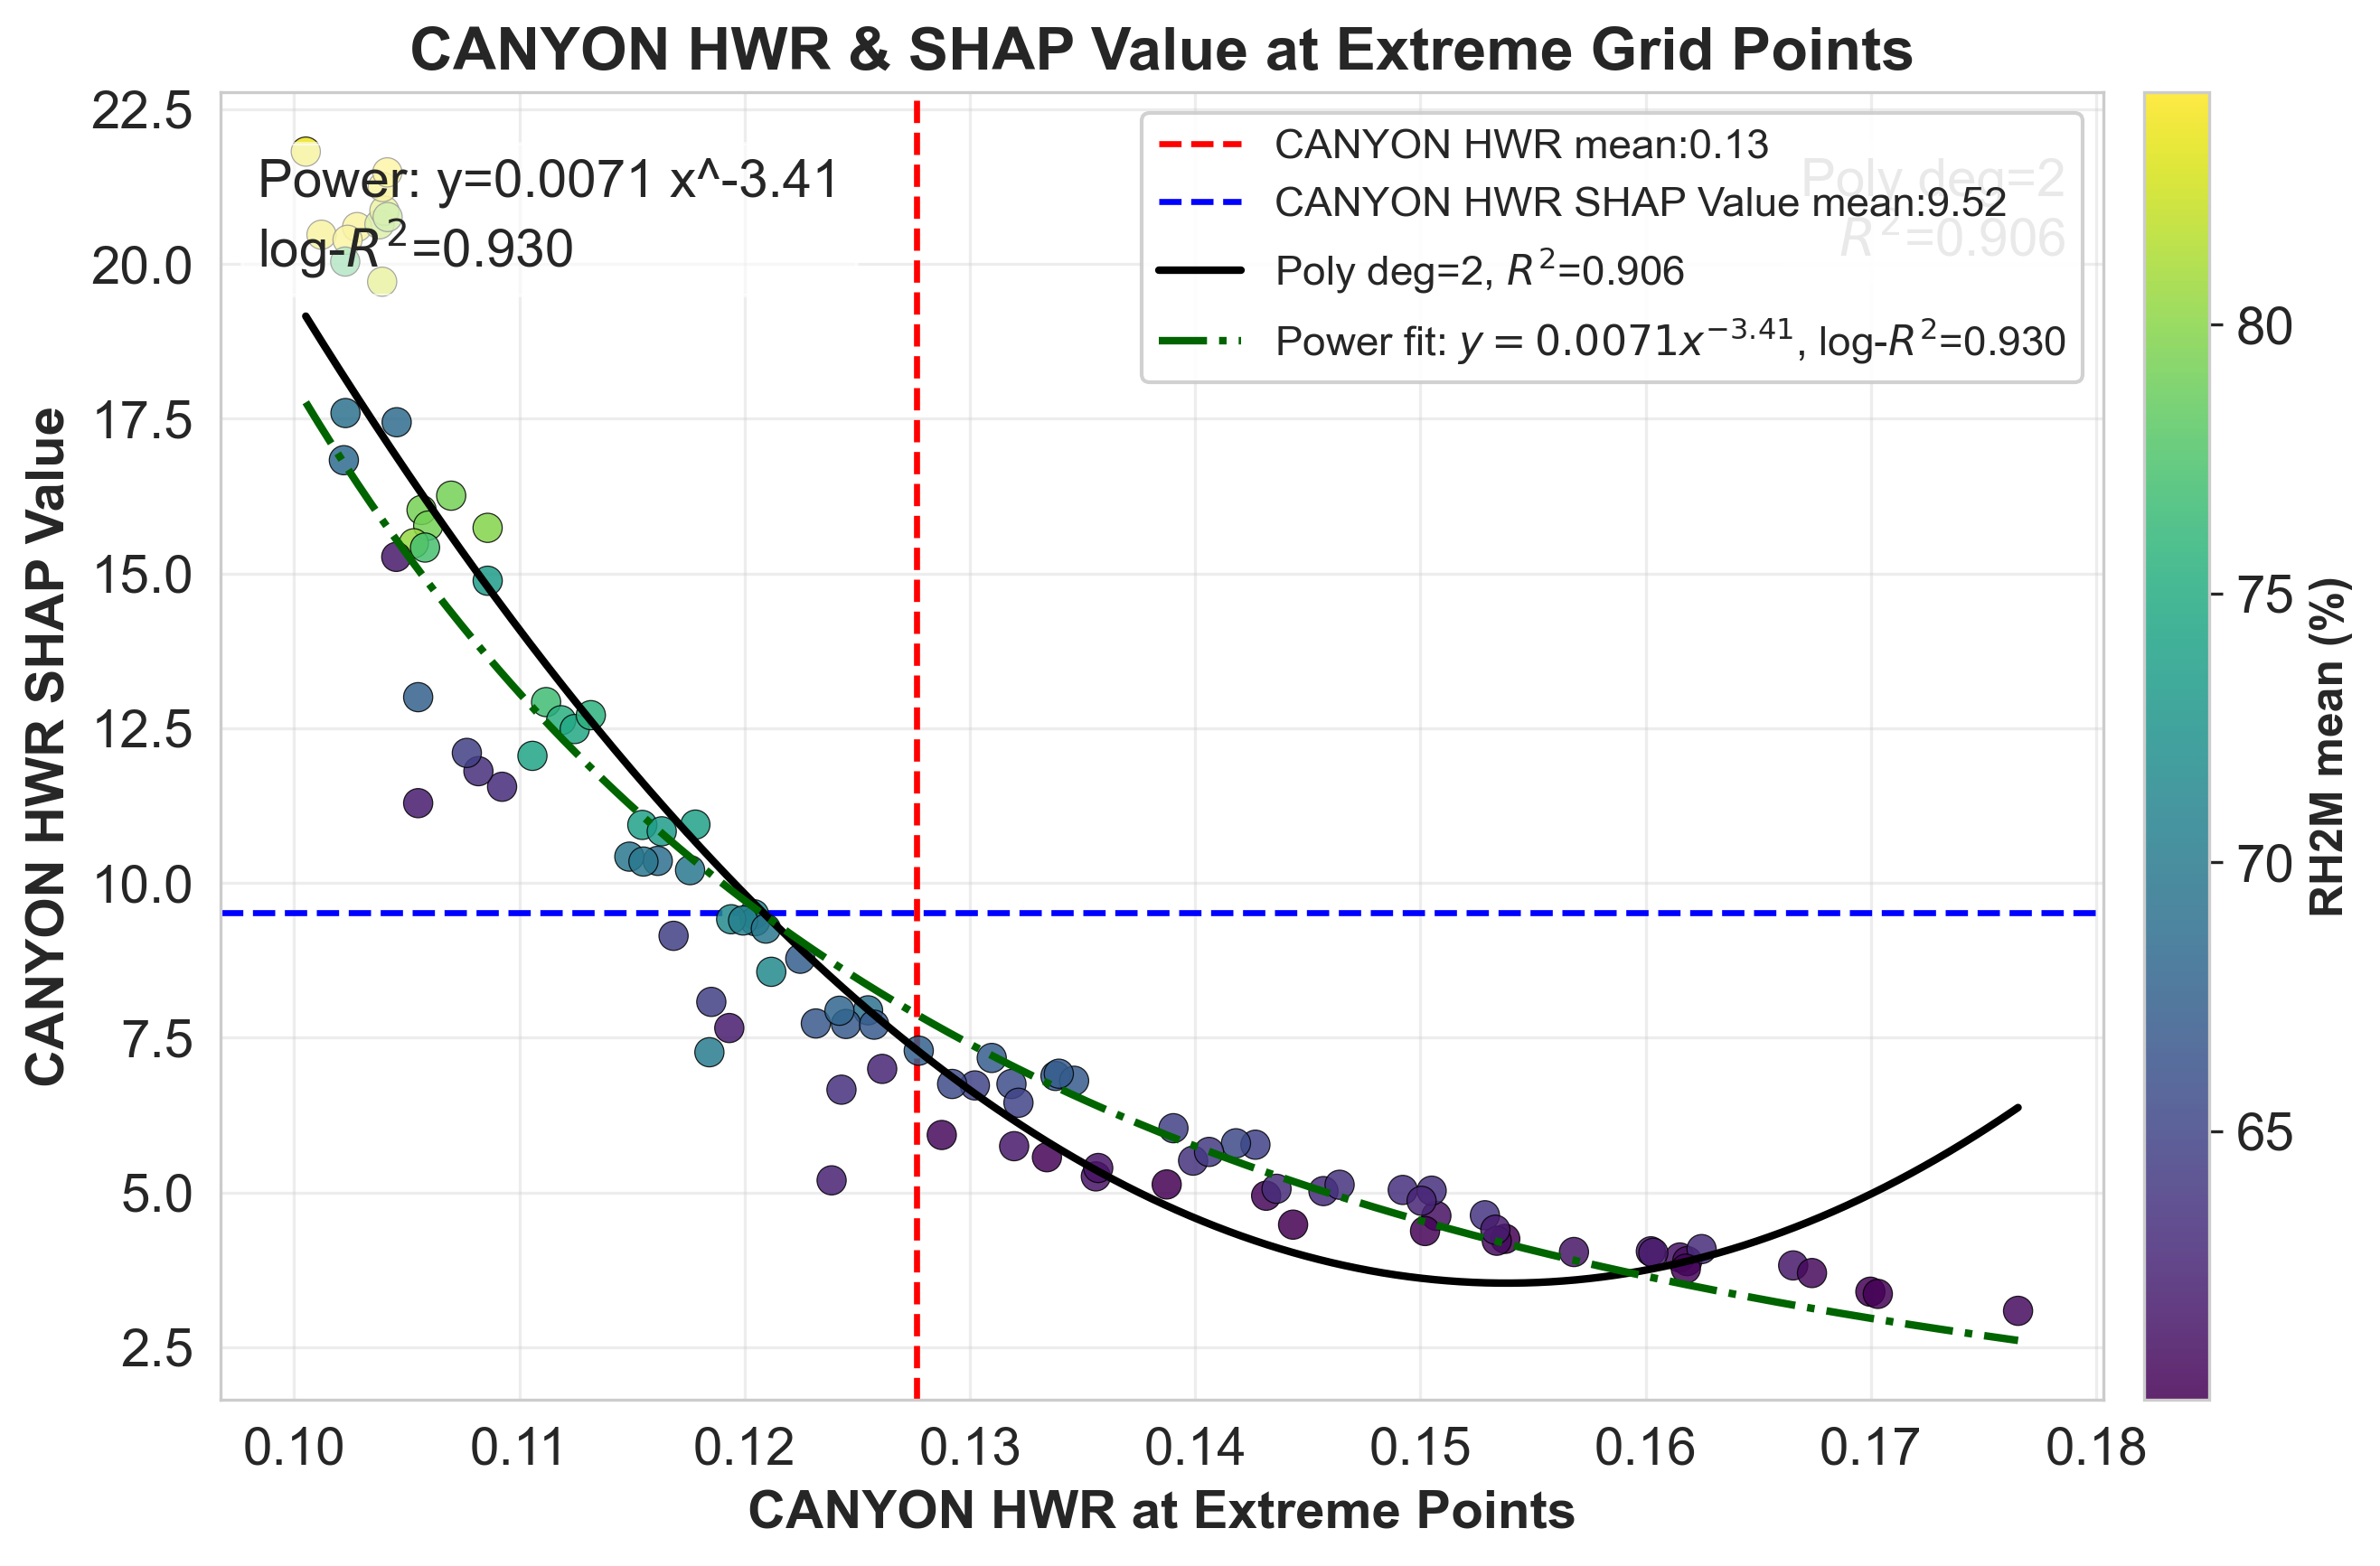 CANYON HWR & SHAP Value at Extreme Grid Points
22.5
20.0
17.5
15.0
12.5
10.0
7.5
5.0
2.5
CANYON HWR SHAP Value
Power: y=0.0071 x^-3.41
log-R²=0.930
CANYON HWR mean:0.13
CANYON HWR SHAP Value mean:9.52
Poly deg=2, R²=0.906
Power fit: y = 0.0071x⁻³·⁴¹, log-R²=0.930
Poly deg=2
R²=0.906
0.10 0.11 0.12 0.13 0.14 0.15 0.16 0.17 0.18
CANYON HWR at Extreme Points
80
75
70
65
RH2M mean (%)